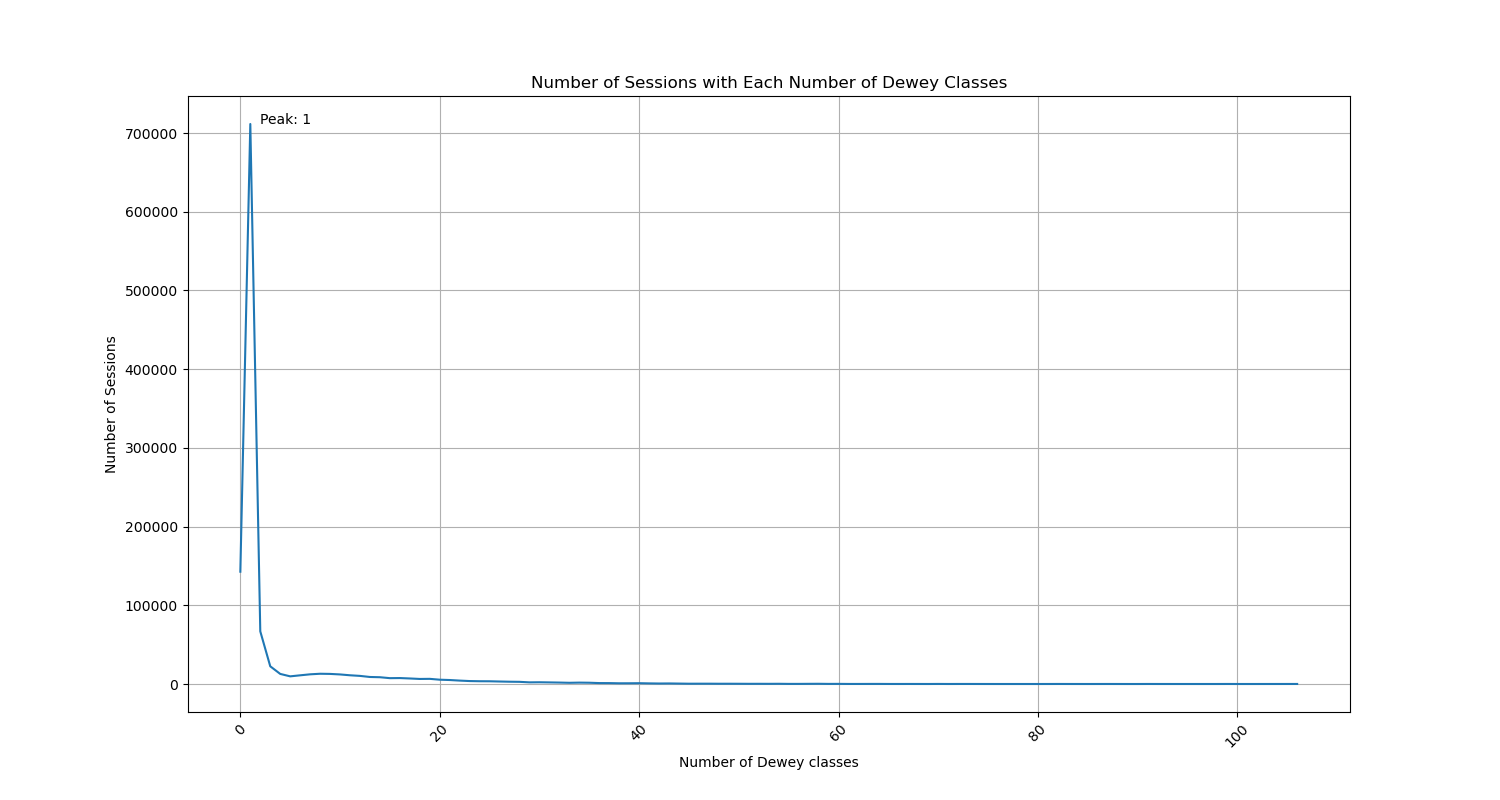 Number of Sessions with Each Number of Dewey Classes
Peak: 1
700000
600000
500000
400000
300000
200000
100000
0
Number of Sessions
0 20 40 60 80 100
Number of Dewey classes